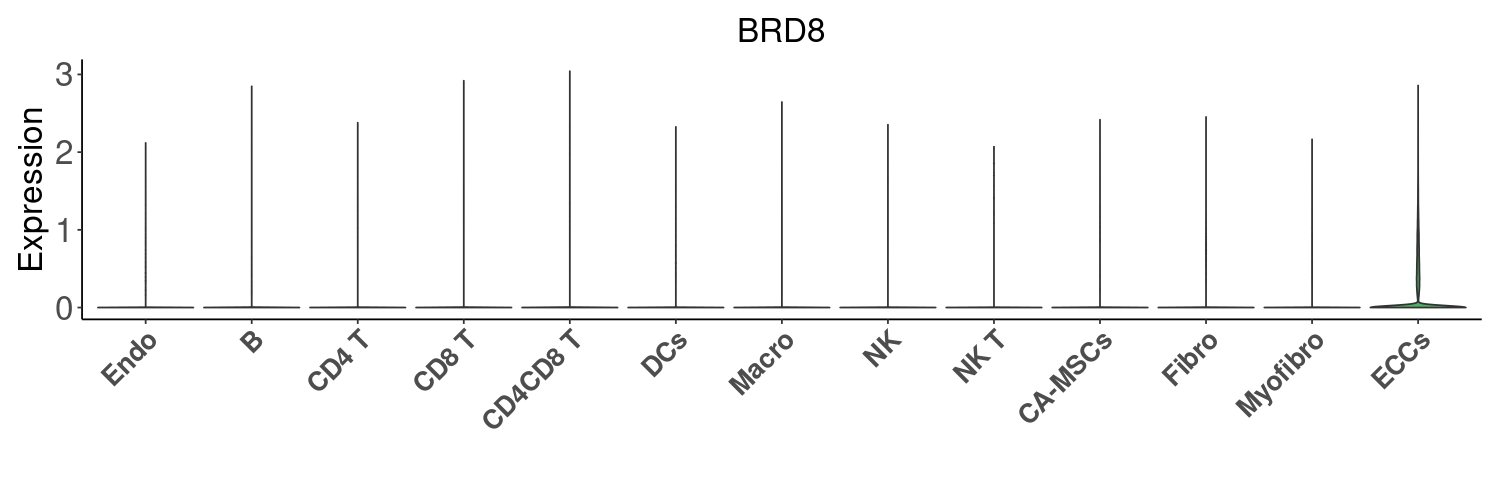 BRD8
Expression
3
2
1
0
Endo
B
CD4 T
CD8 T
CD4CD8 T
DCs
Macro
NK
NK T
CA-MSCs
Fibro
Myofibro
ECCs